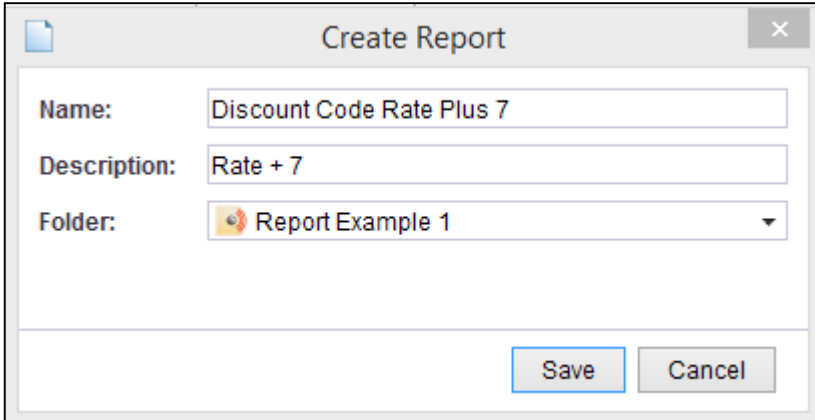 Create Report
Name: Discount Code Rate Plus 7
Description: Rate + 7
Folder: Report Example 1
Save Cancel